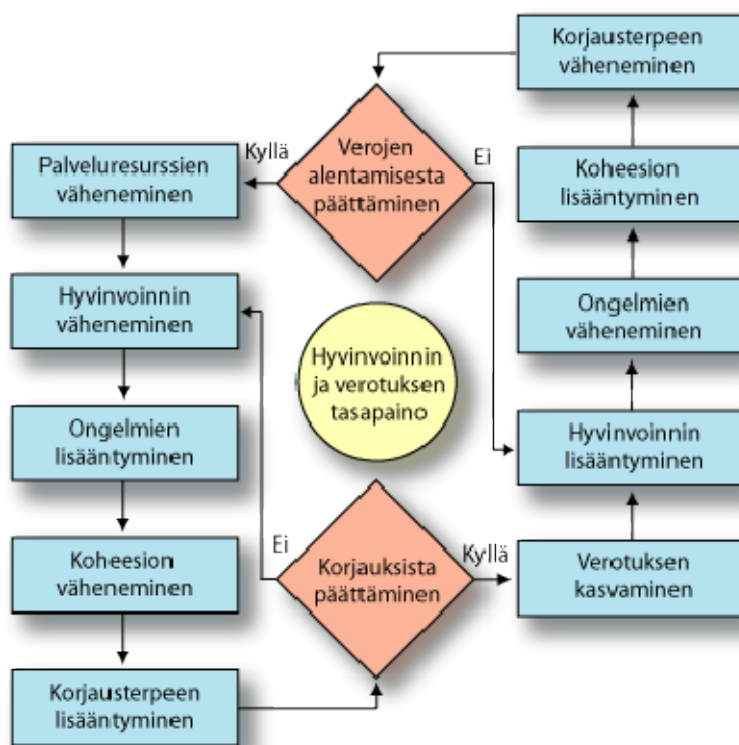 Korjausterpeen
väheneminen
Kyllä
Verojen
alentamisesta
päättäminen
Ei
Palveluresurssien
väheneminen
Koheesion
lisääntyminen
Hyvinvoinnin
väheneminen
Ongelmien
väheneminen
Hyvinvoinnin
ja verotuksen
tasapaino
Ongelmien
lisääntyminen
Hyvinvoinnin
lisääntyminen
Koheesion
väheneminen
Ei
Korjauksista
päättäminen
Kyllä
Verotuksen
kasvaminen
Korjausterpeen
lisääntyminen